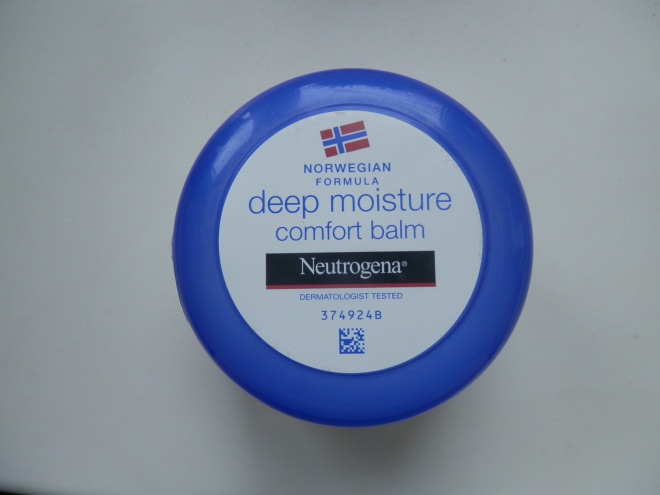 NORWEGIAN
FORMULA
deep moisture
comfort balm
Neutrogena®
DERMATOLOGIST TESTED
374924B